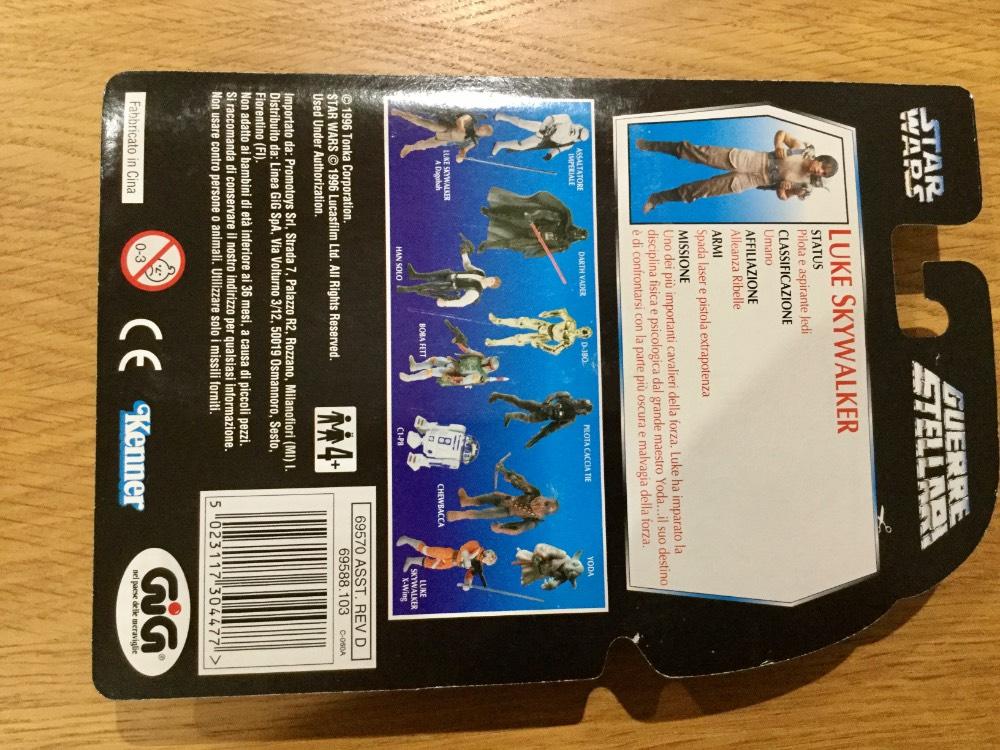 STAR
WARS
GUERRE
STELLARI
LUKE SKYWALKER
STATUS
Pilota e aspirante Jedi
CLASSIFICAZIONE
Umano
AFFILIAZIONE
Alleanza Ribelle
ARMI
Spada laser e pistola extrapotenza
MISSIONE
Uno dei più importanti cavalieri della forza. Luke ha imparato la
disciplina fisica e psicologica dal grande maestro Yoda...il suo destino
è di confrontarsi con la parte più oscura e malvagia della forza.
ASSALTATORE
IMPERIALE
DARTH VADER
D-3BO
PILOTA CACCIA TIE
YODA
LUKE SKYWALKER
A Dagobah
HAN SOLO
BOBA FETT
C1-P8
CHEWBACCA
LUKE
SKYWALKER
X-Wing
© 1996 Tonka Corporation.
STAR WARS © 1996 Lucasfilm Ltd. All Rights Reserved.
Used Under Authorization.
4+
Importato da: Promotoys Srl, Strada 7, Palazzo R2, Rozzano, Milanofiori (MI) I.
Distribuito da: Linea GiG SpA, Via Volturno 3/12, 50019 Osmannoro, Sesto,
Fiorentino (FI).
Non adatto ai bambini di età inferiore ai 36 mesi, a causa di piccoli pezzi.
Si raccomanda di conservare il nostro indirizzo per qualsiasi informazione.
Non usare contro persone o animali. Utilizzare solo i missili forniti.
69570 ASST. REV D
69588.103
C-080A
5 023117 304477 >
Fabbricato in Cina
0-3
CE
Kenner
GiG®
nel paese delle meraviglie